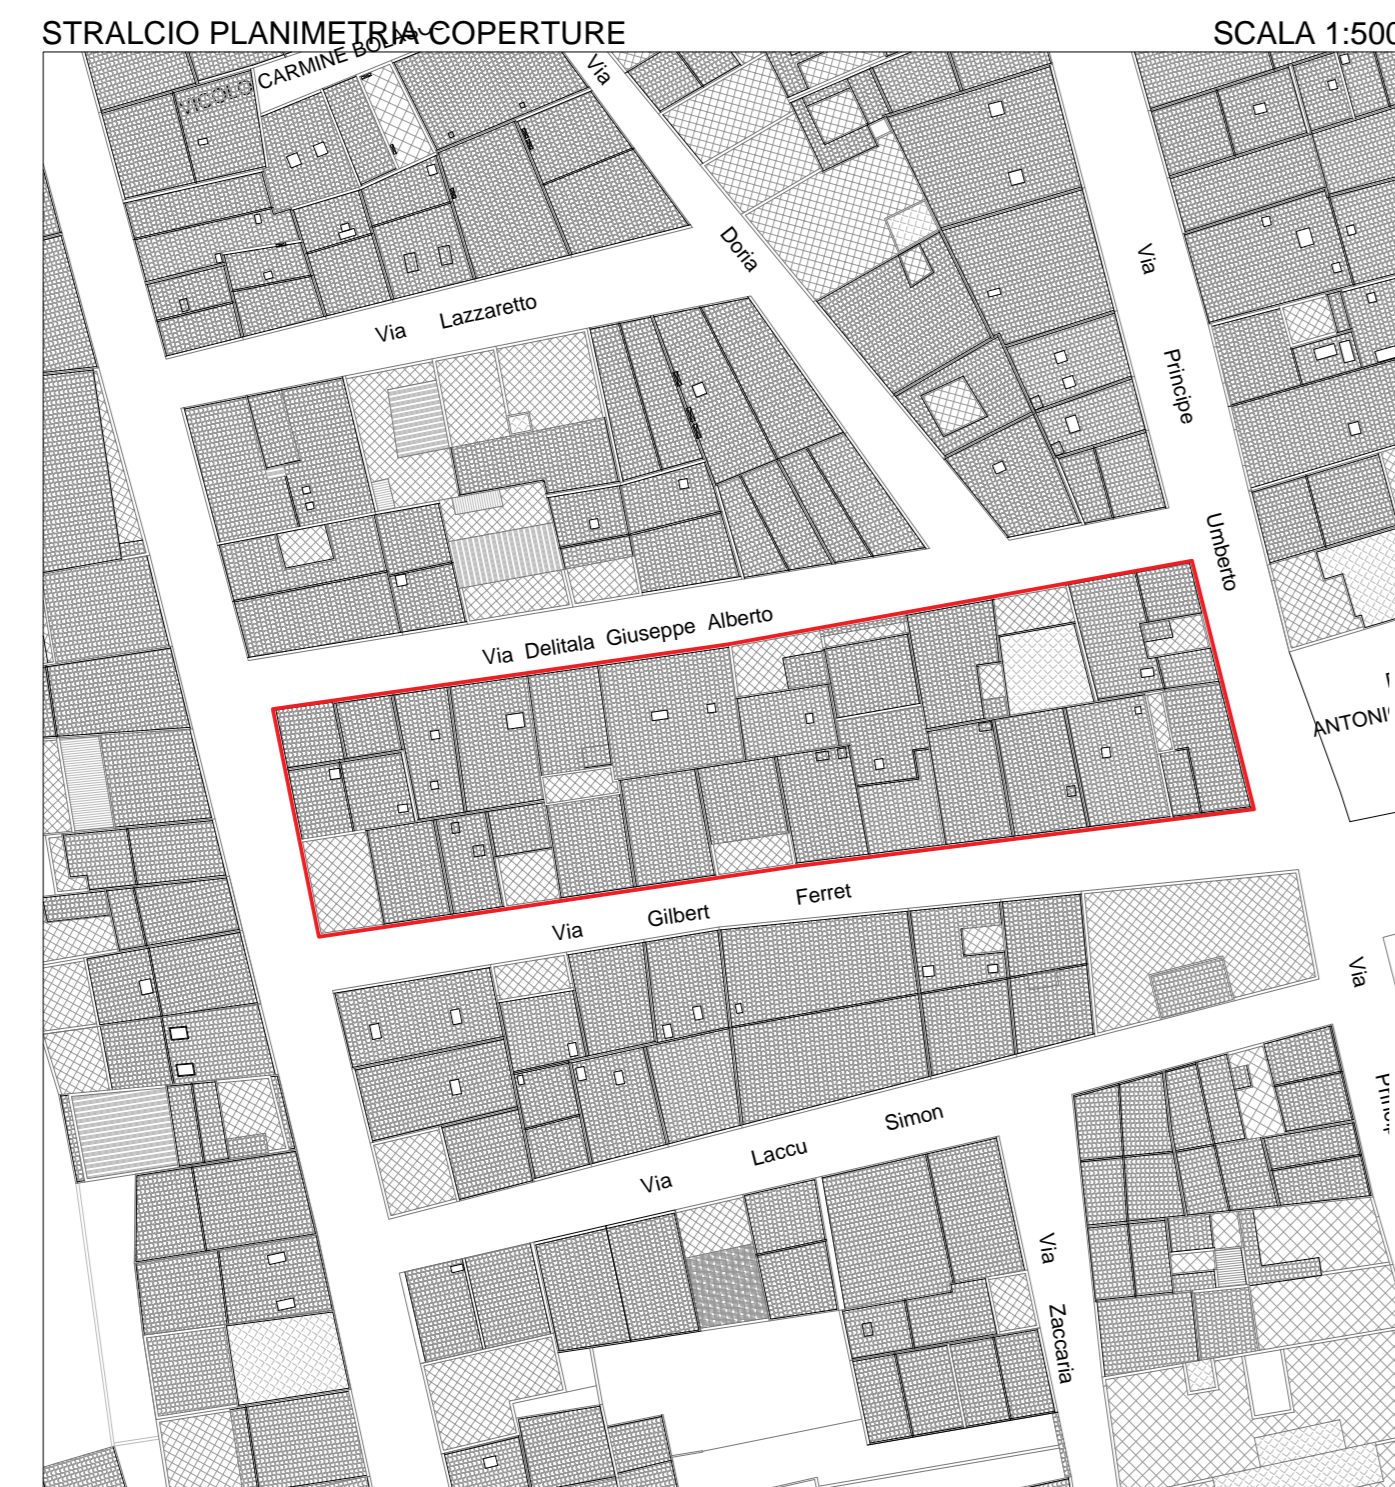 STRALCIO PLANIMETRIA COPERTURE
SCALA 1:500
VICOLO CARMINE
Via
Doria
Via Lazzaretto
Via
Principe
Umberto
Via Delitala Giuseppe Alberto
ANTONI
Via Gilbert Ferret
Via
Via Laccu Simon
Via
Zaccaria